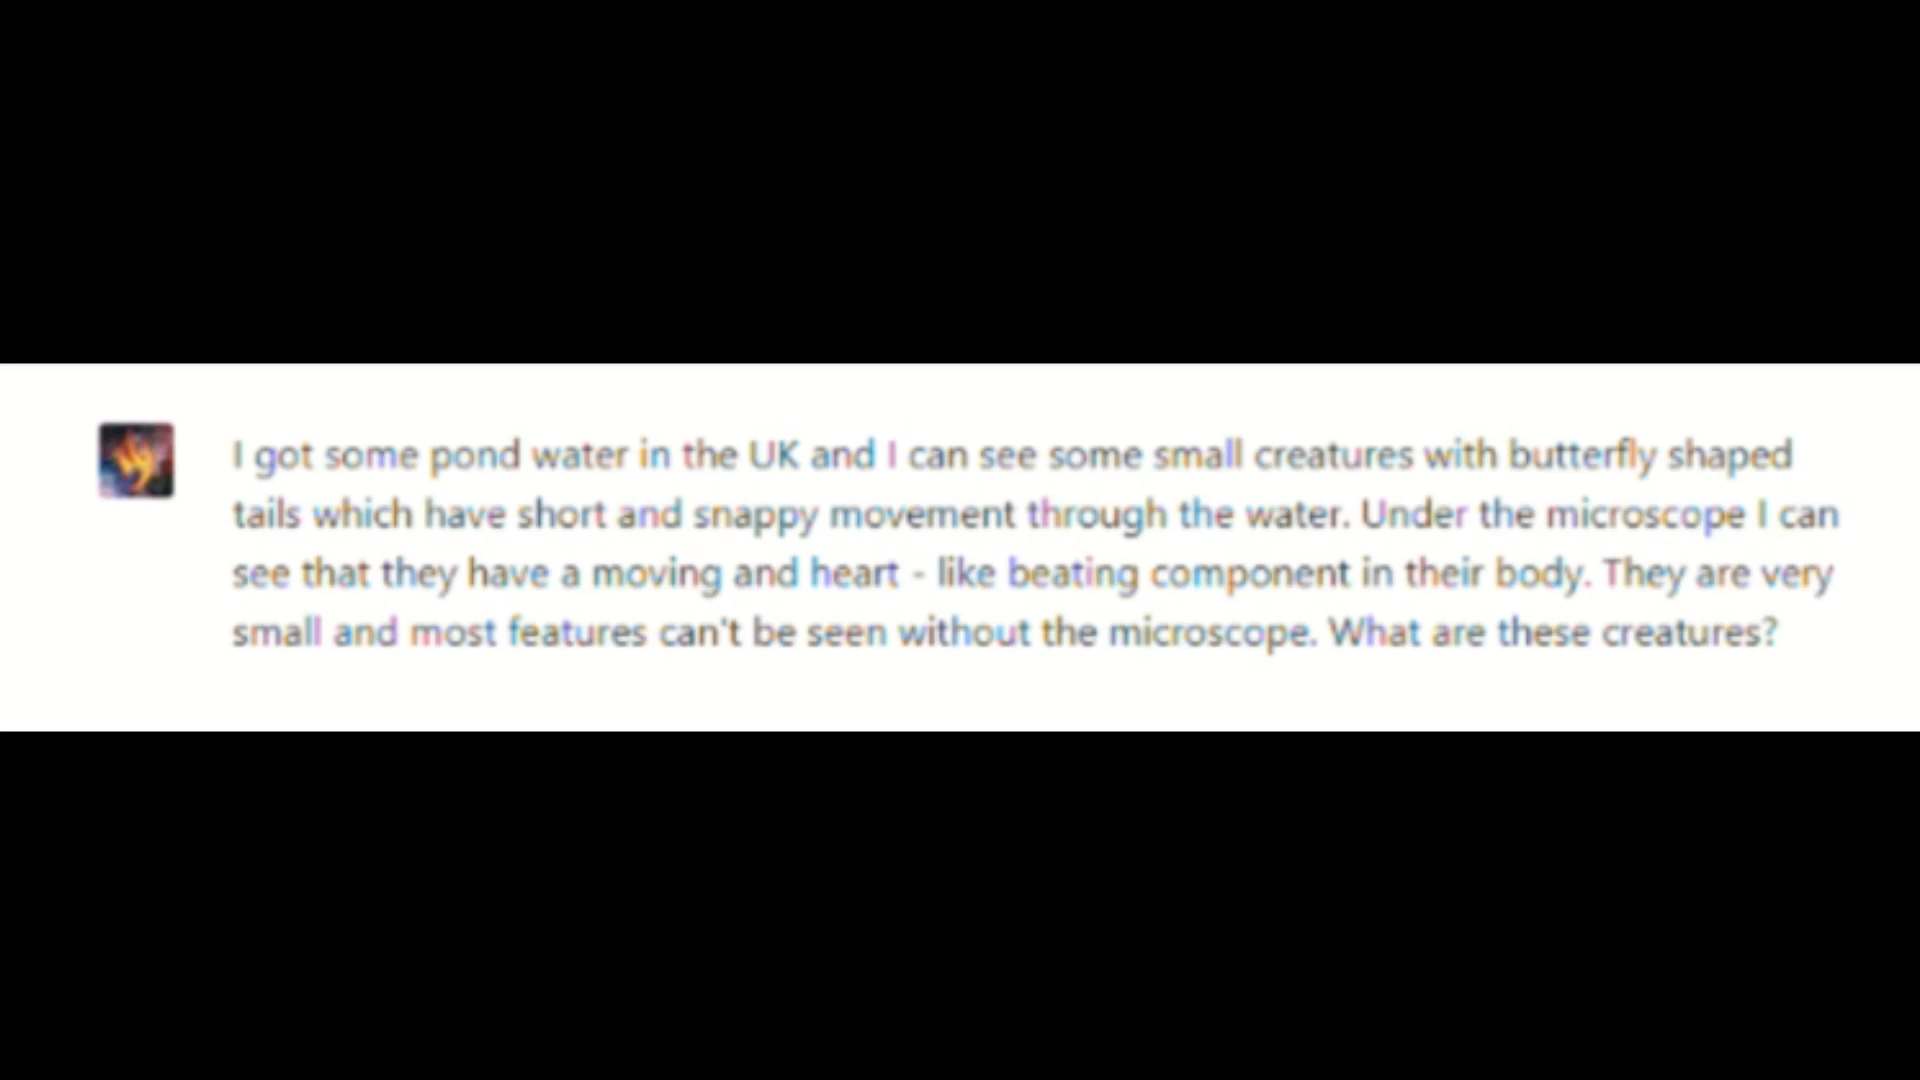 I got some pond water in the UK and I can see some small creatures with butterfly shaped
tails which have short and snappy movement through the water. Under the microscope I can
see that they have a moving and heart - like beating component in their body. They are very
small and most features can't be seen without the microscope. What are these creatures?